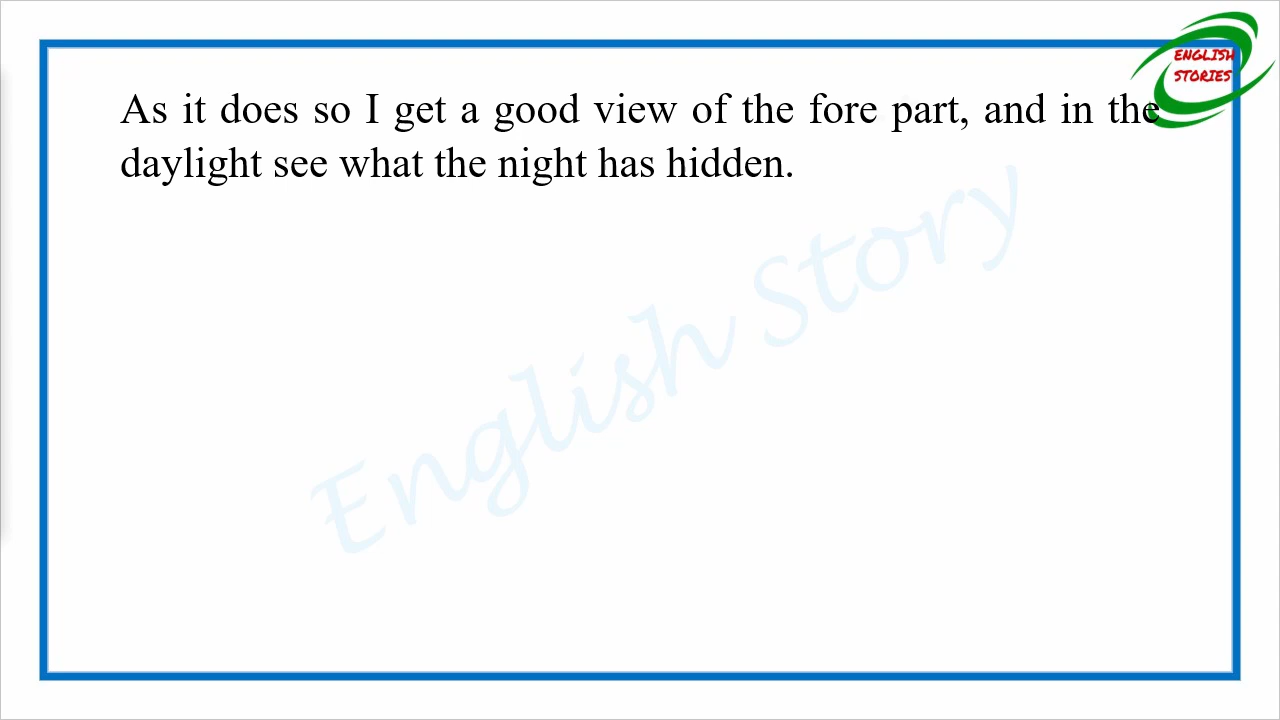 ENGLISH
STORIES
As it does so I get a good view of the fore part, and in the
daylight see what the night has hidden.
English Story